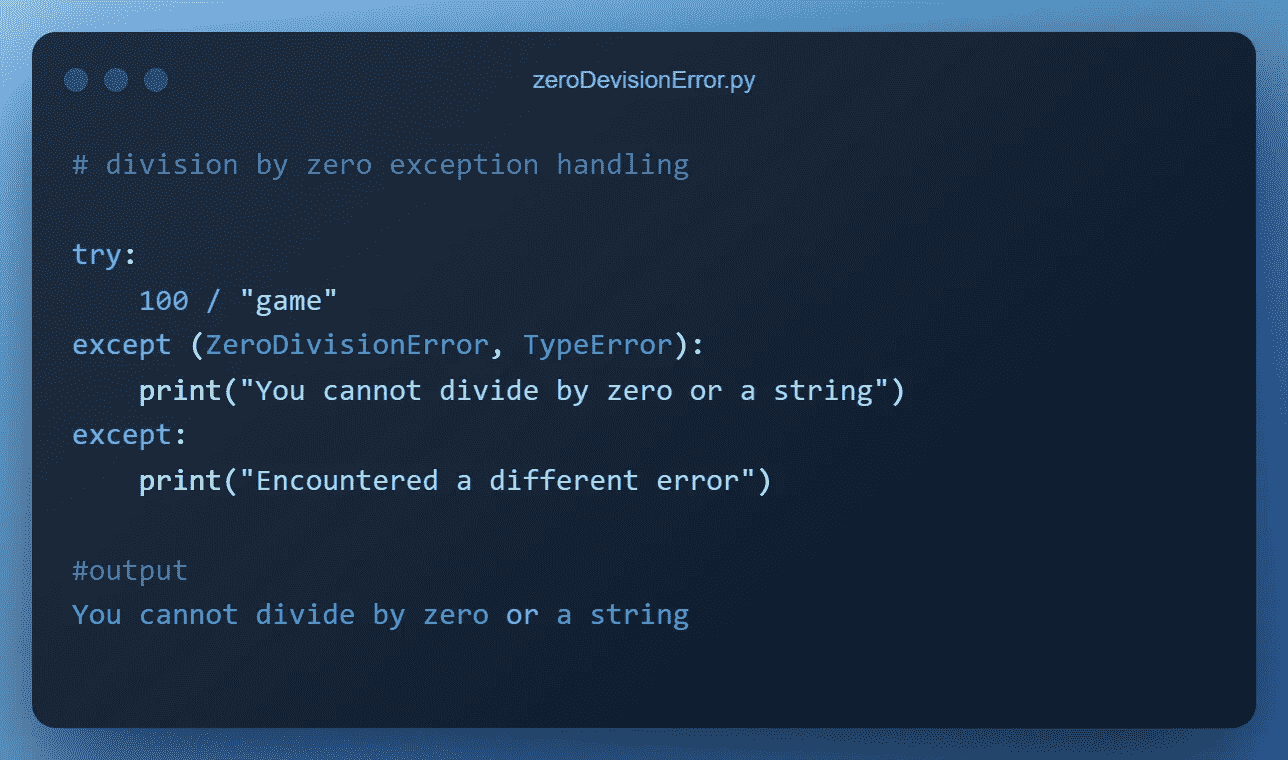 zeroDevisionError.py
# division by zero exception handling
try:
    100 / "game"
except (ZeroDivisionError, TypeError):
    print("You cannot divide by zero or a string")
except:
    print("Encountered a different error")
#output
You cannot divide by zero or a string